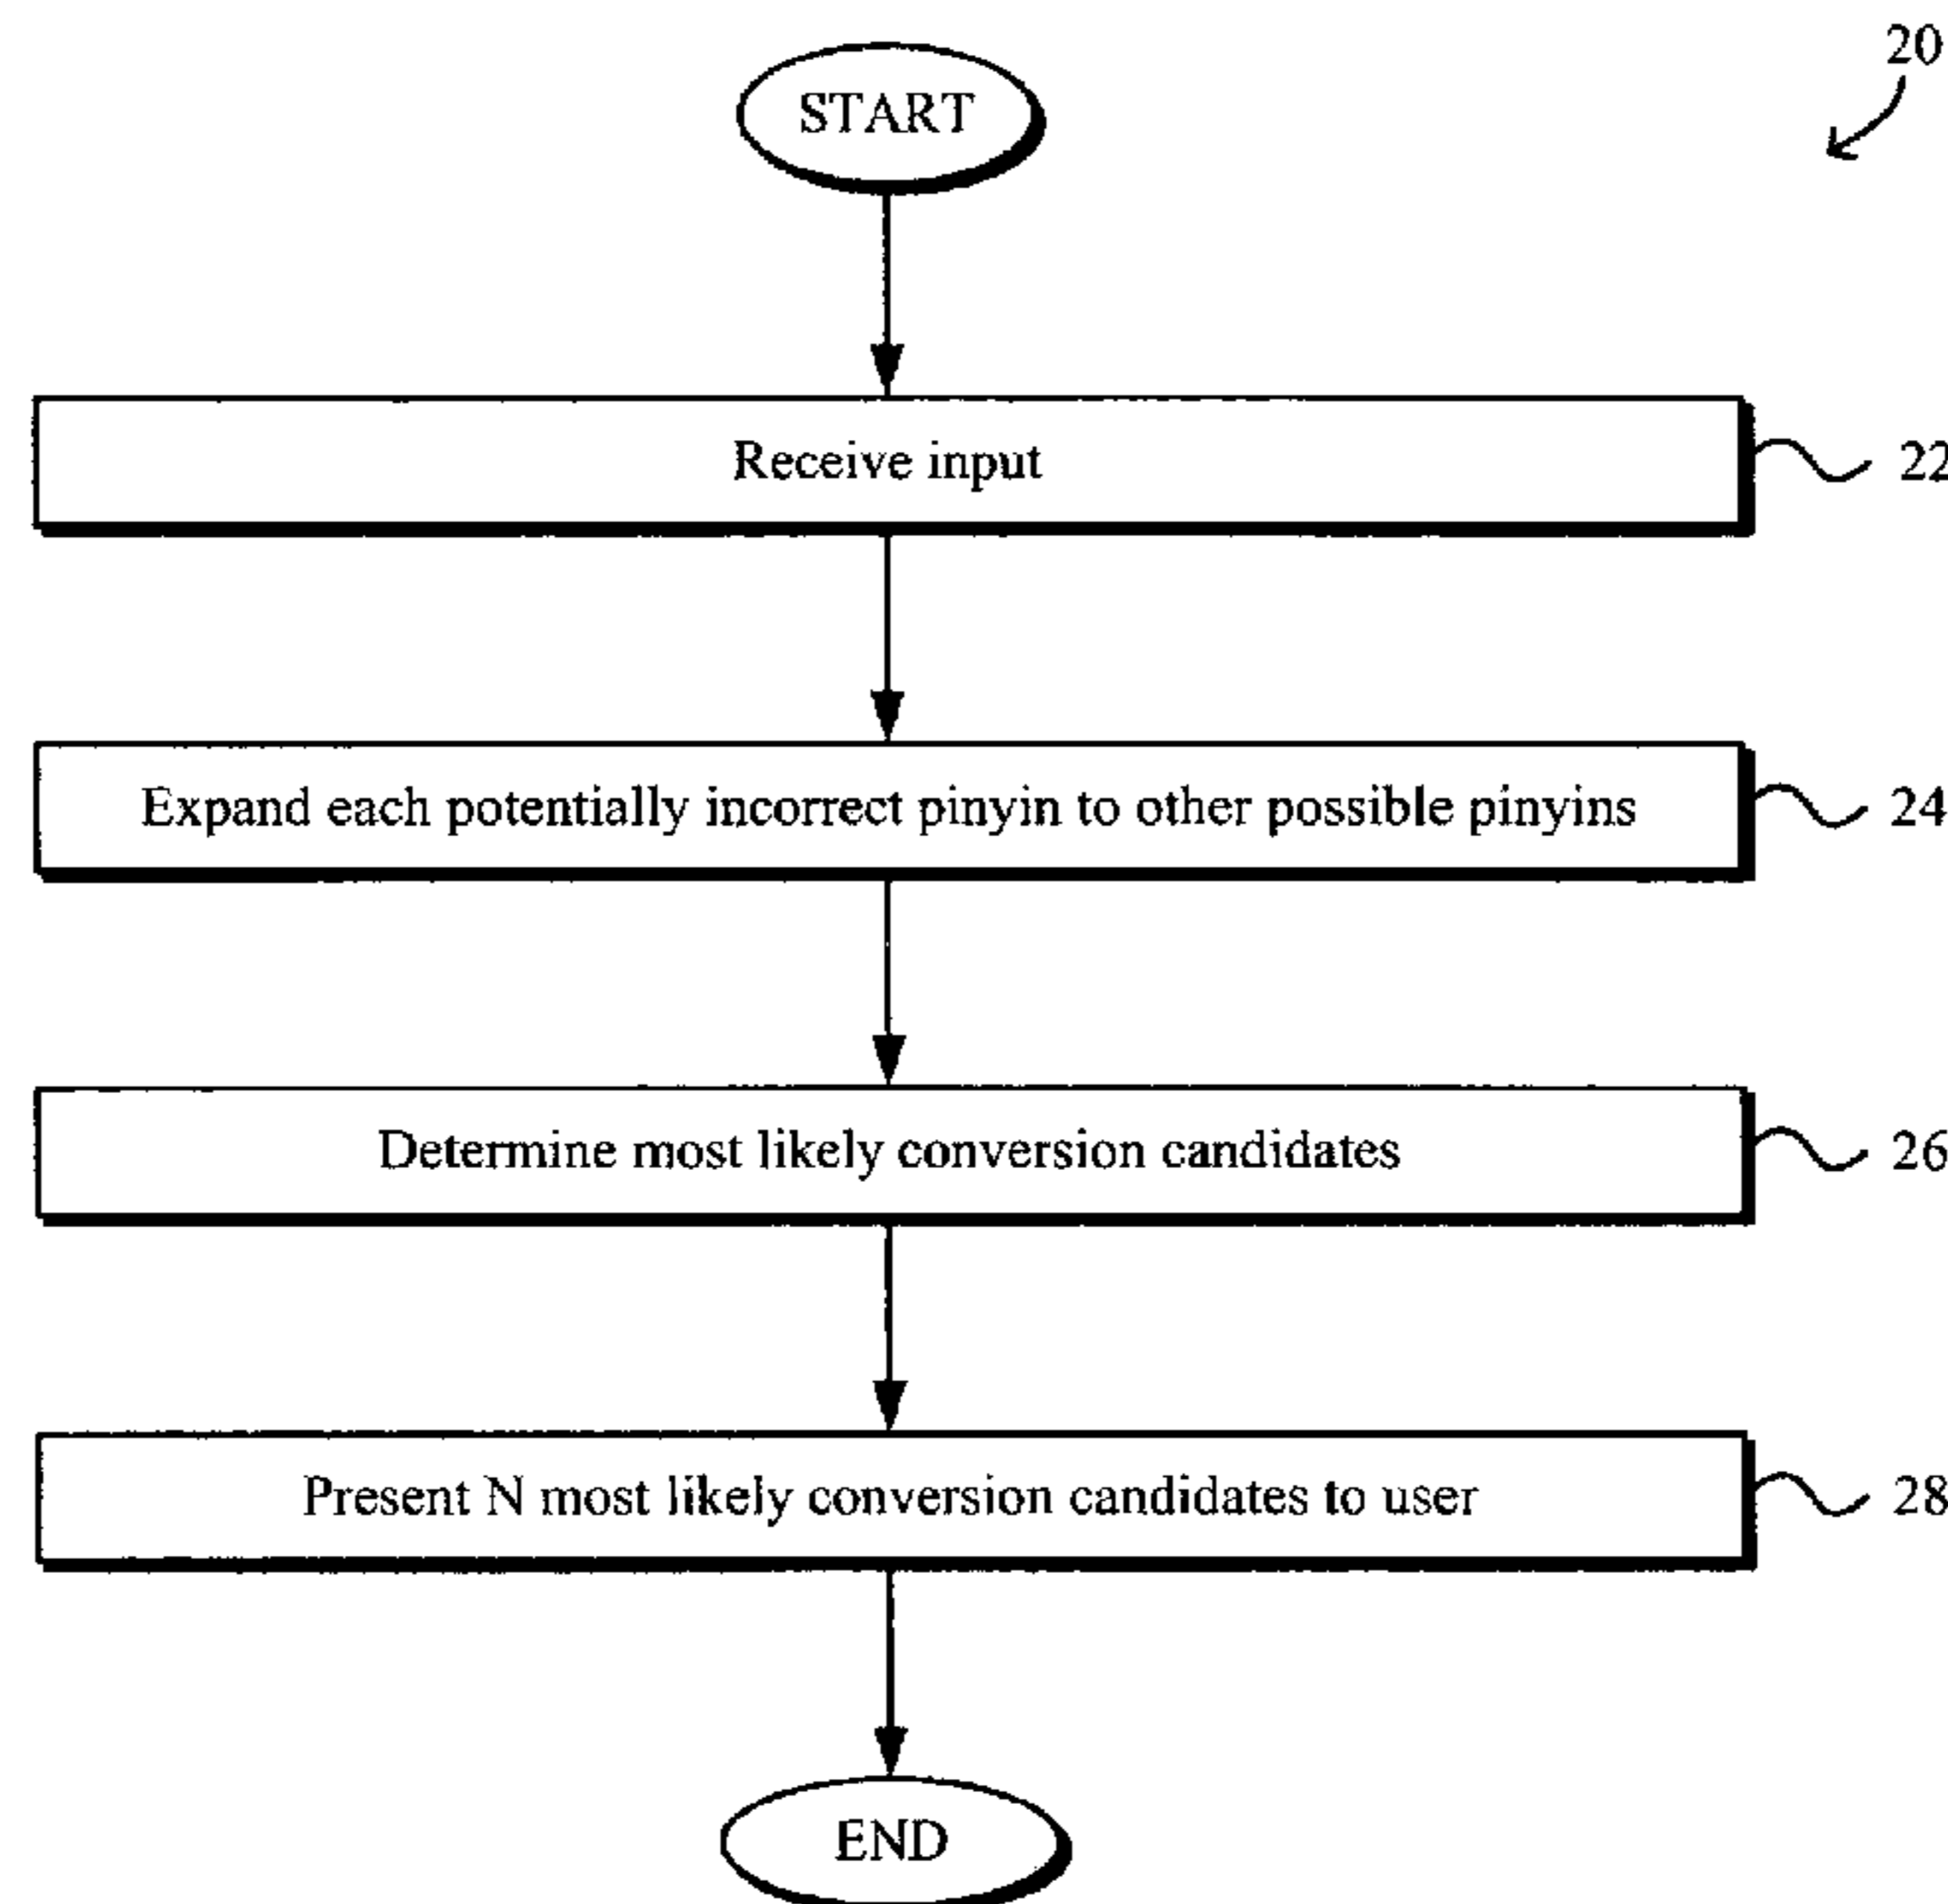 20
START
Receive input
22
Expand each potentially incorrect pinyin to other possible pinyins
24
Determine most likely conversion candidates
26
Present N most likely conversion candidates to user
28
END